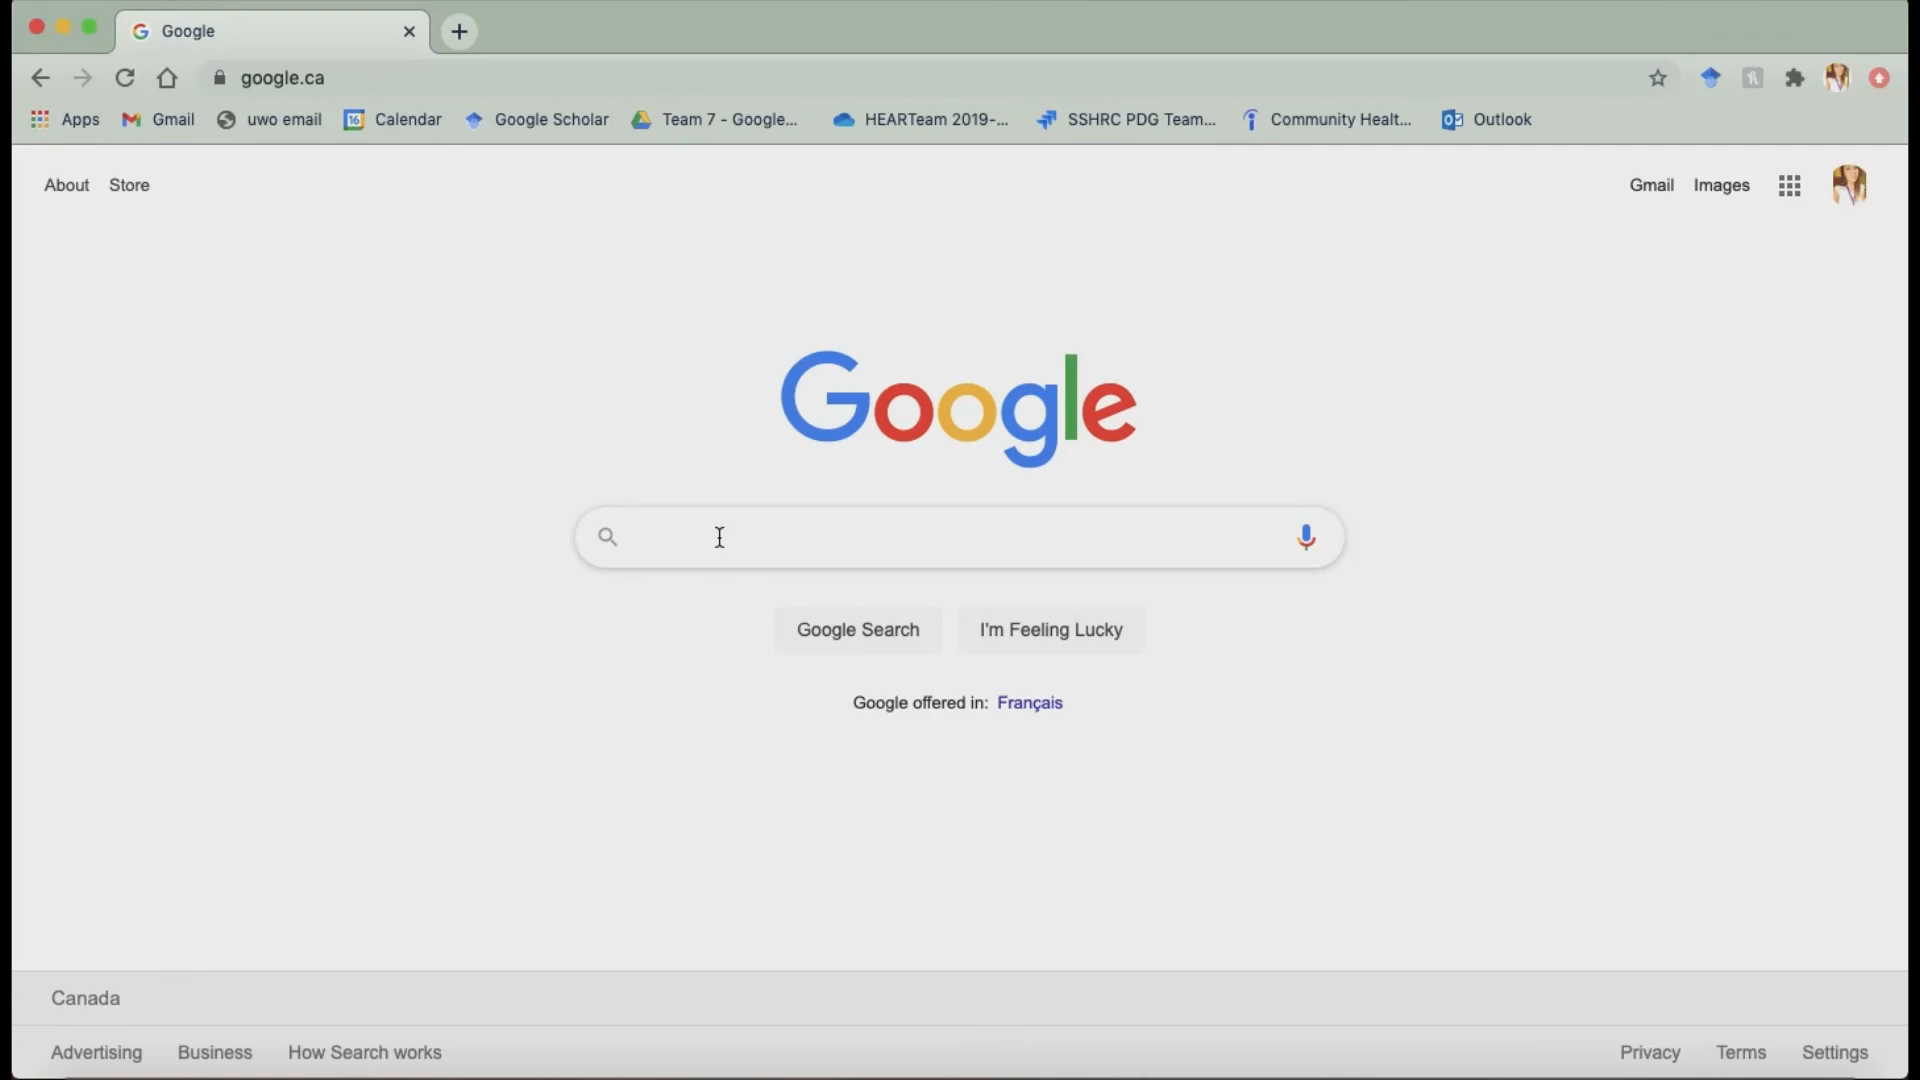 Google
google.ca
Apps Gmail uwo email 16 Calendar Google Scholar Team 7 - Google... HEARTeam 2019-... SSHRC PDG Team... Community Healt... Outlook
About Store Gmail Images
Google
Google Search I'm Feeling Lucky
Google offered in: Français
Canada
Advertising Business How Search works Privacy Terms Settings